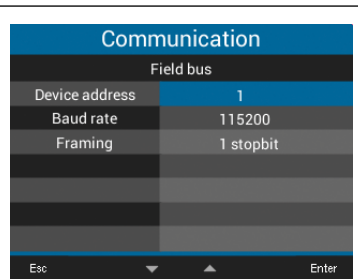 Communication
Field bus
Device address 1
Baud rate 115200
Framing 1 stopbit
Esc Enter